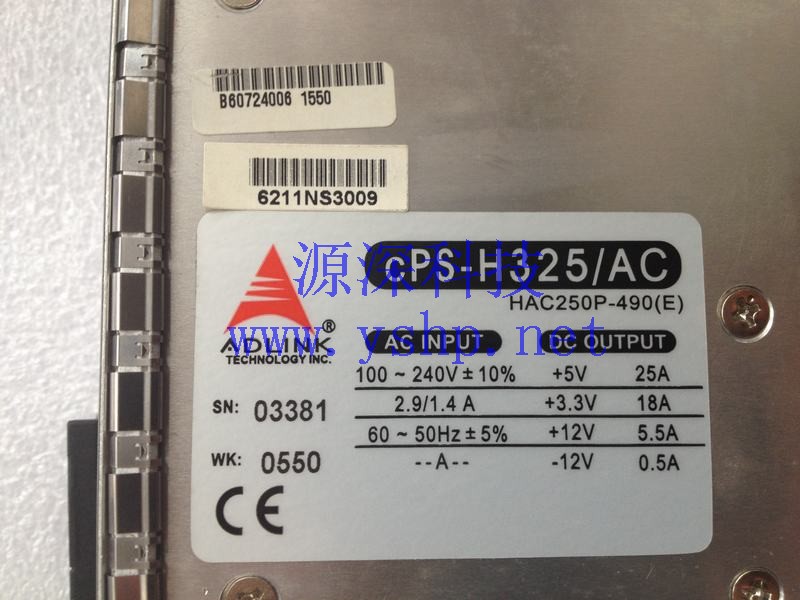 B60724006 1550
6211NS3009
源深科技
www.yshp.net
cPS-H325/AC
HAC250P-490(E)
ADLINK®
TECHNOLOGY INC.
AC INPUT DC OUTPUT
100 ~ 240V ± 10% +5V 25A
2.9/1.4 A +3.3V 18A
60 ~ 50Hz ± 5% +12V 5.5A
--A-- -12V 0.5A
SN: 03381
WK: 0550
CE